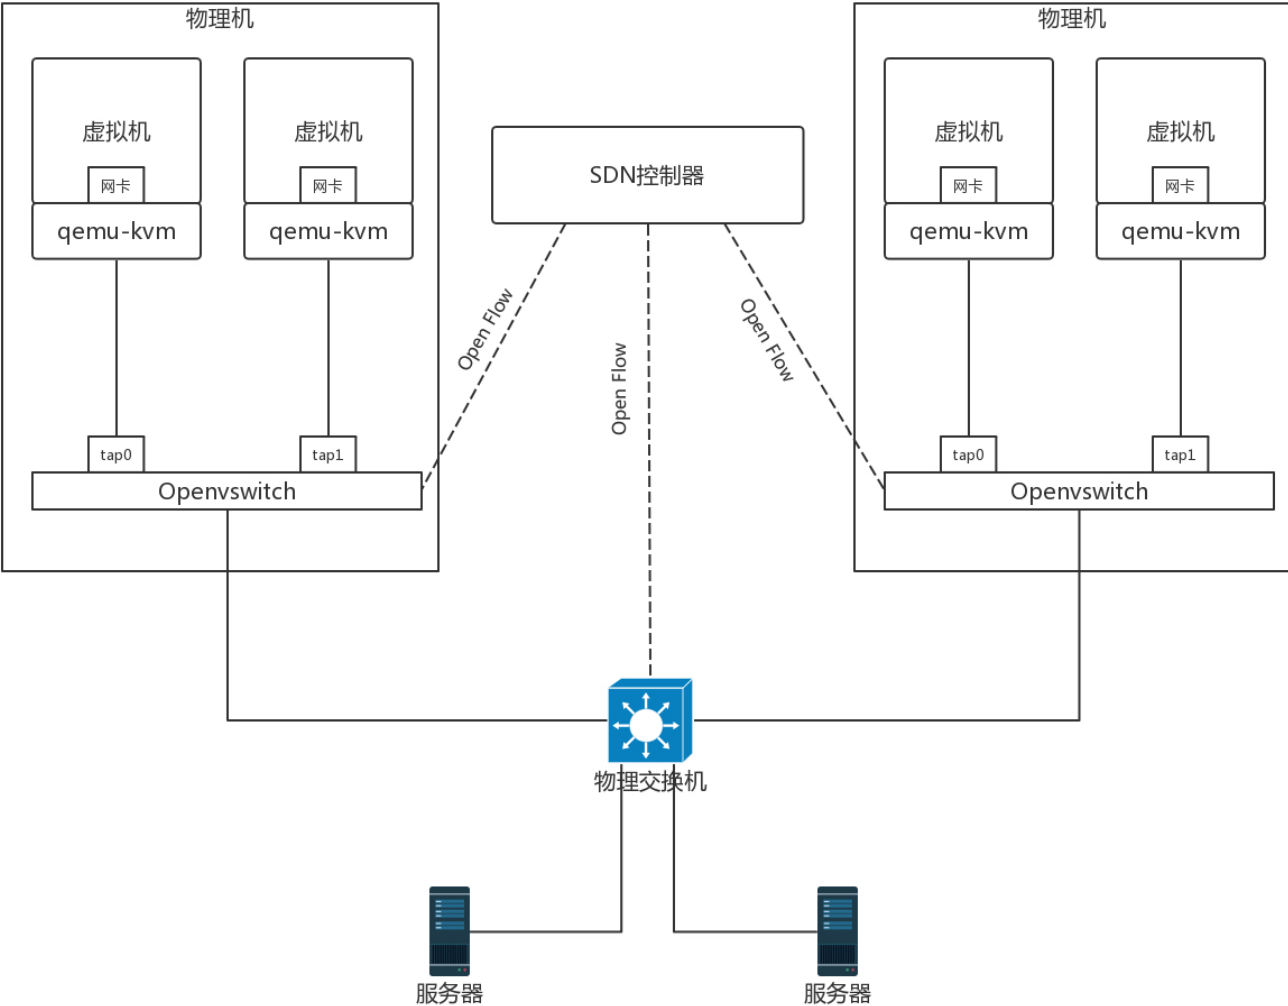 物理机
物理机
虚拟机
虚拟机
SDN控制器
虚拟机
虚拟机
网卡
网卡
网卡
网卡
qemu-kvm
qemu-kvm
qemu-kvm
qemu-kvm
Open Flow
Open Flow
Open Flow
tap0
tap1
tap0
tap1
Openvswitch
Openvswitch
物理交换机
服务器
服务器